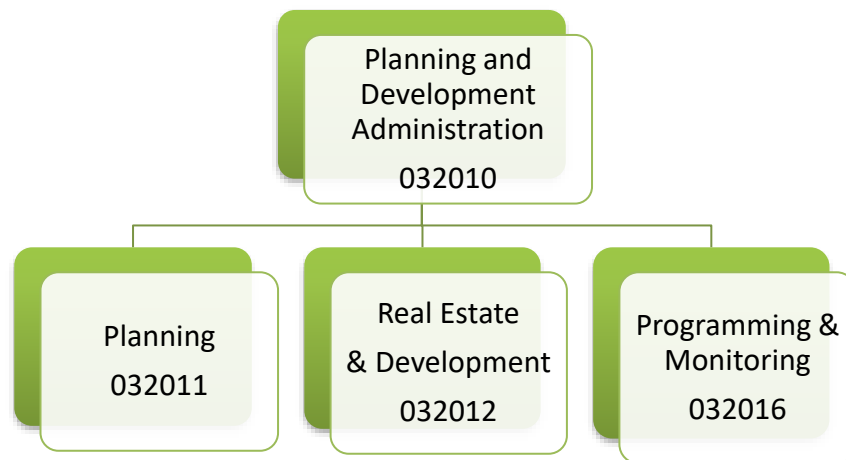 Planning and
Development
Administration
032010
Planning
032011
Real Estate
& Development
032012
Programming &
Monitoring
032016